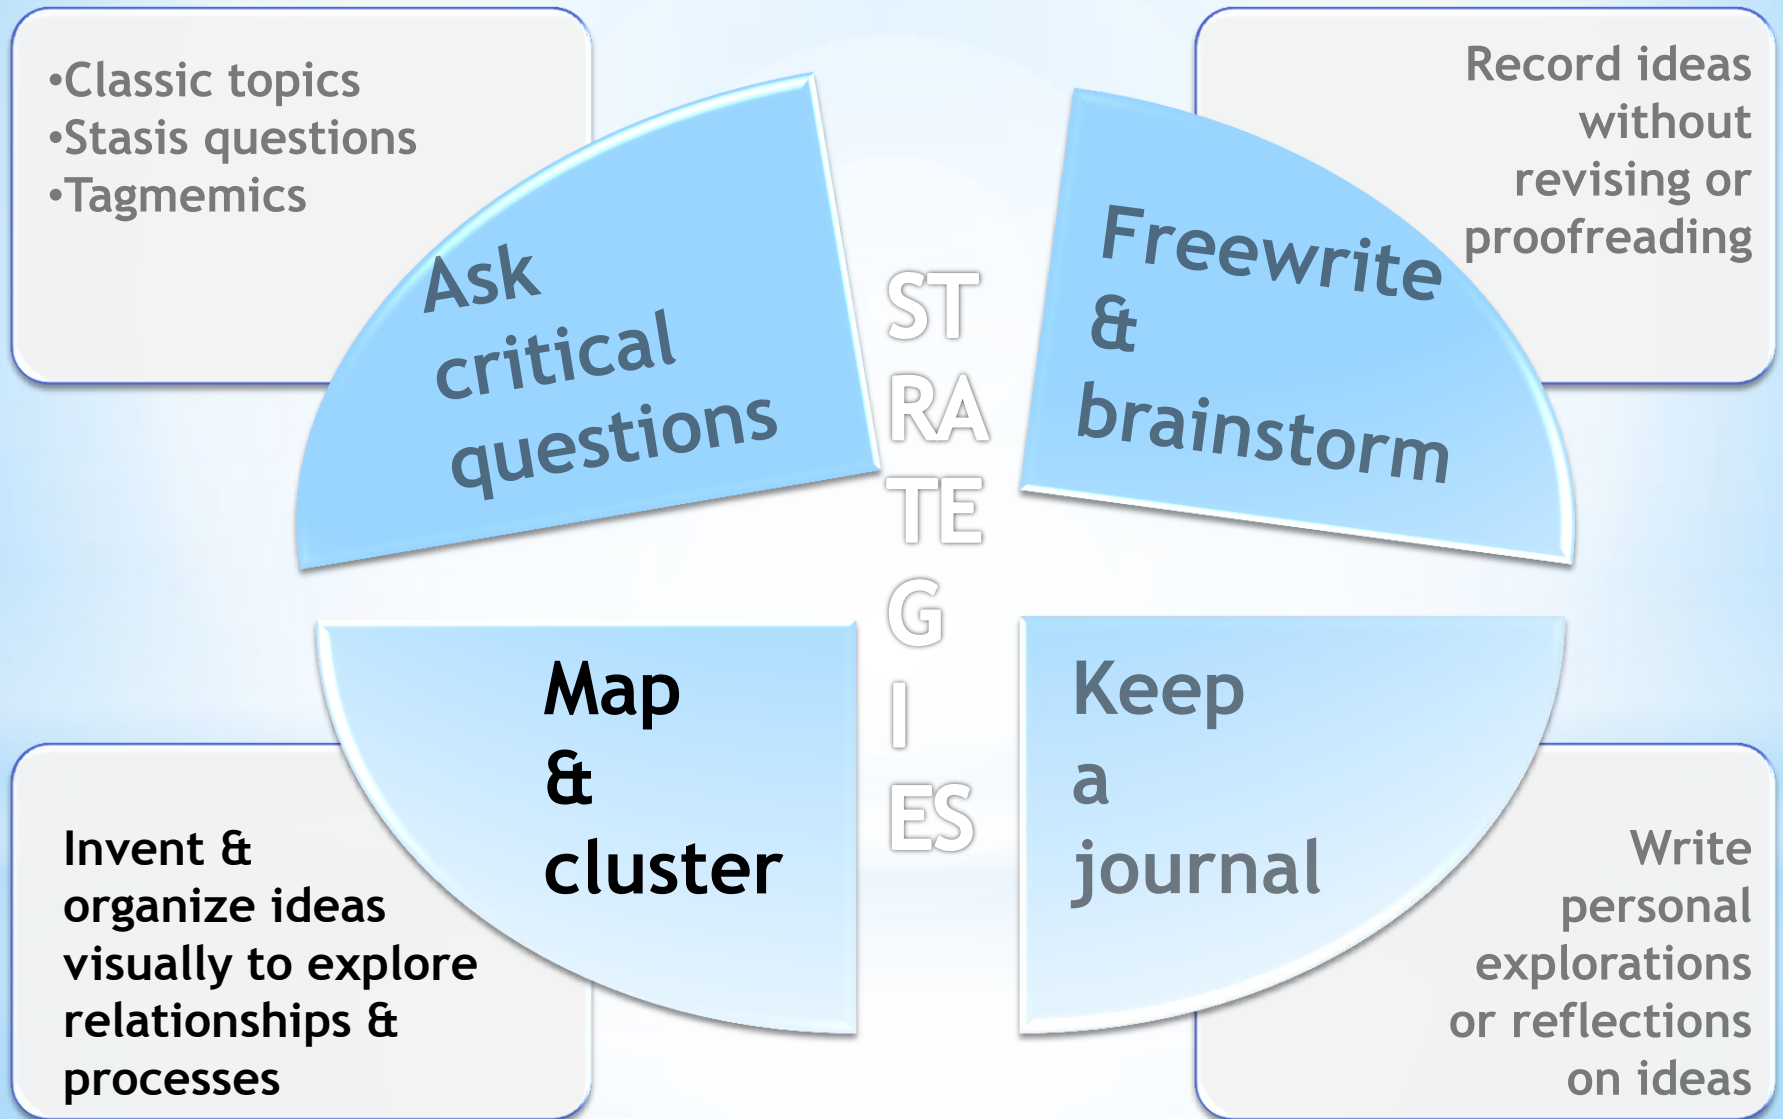 •Classic topics
•Stasis questions
•Tagmemics
Ask
critical
questions
Record ideas
without
revising or
proofreading
Freewrite
&
brainstorm
ST
RA
TE
G
I
ES
Map
&
cluster
Invent &
organize ideas
visually to explore
relationships &
processes
Keep
a
journal
Write
personal
explorations
or reflections
on ideas